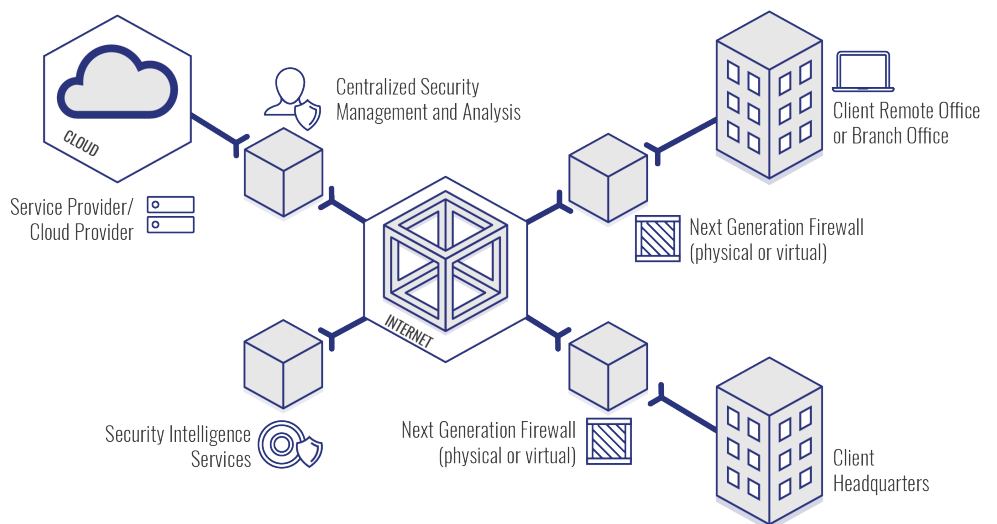 CLOUD
Centralized Security
Management and Analysis
Client Remote Office
or Branch Office
Service Provider/
Cloud Provider
Next Generation Firewall
(physical or virtual)
INTERNET
Security Intelligence
Services
Next Generation Firewall
(physical or virtual)
Client
Headquarters